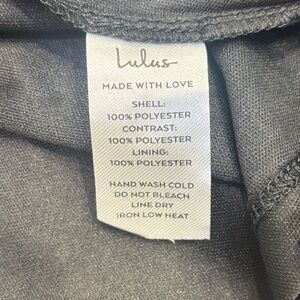 Lulus
MADE WITH LOVE
SHELL:
100% POLYESTER
CONTRAST:
100% POLYESTER
LINING:
100% POLYESTER
HAND WASH COLD
DO NOT BLEACH
LINE DRY
IRON LOW HEAT